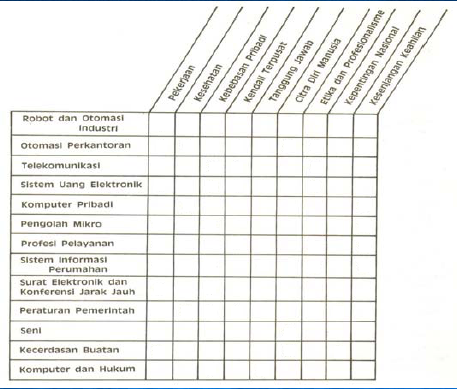 Pekerjaan
Kesehatan
Kebebasan Pribadi
Kendali Terpusat
Tanggung Jawab
Citra Diri Manusia
Etika dan Profesionalisme
Kepentingan Nasional
Kesenjangan Keahlian
Robot dan Otomasi
Industri
Otomasi Perkantoran
Telekomunikasi
Sistem Uang Elektronik
Komputer Pribadi
Pengolah Mikro
Profesi Pelayanan
Sistem Informasi
Perumahan
Surat Elektronik dan
Konferensi Jarak Jauh
Peraturan Pemerintah
Seni
Kecerdasan Buatan
Komputer dan Hukum